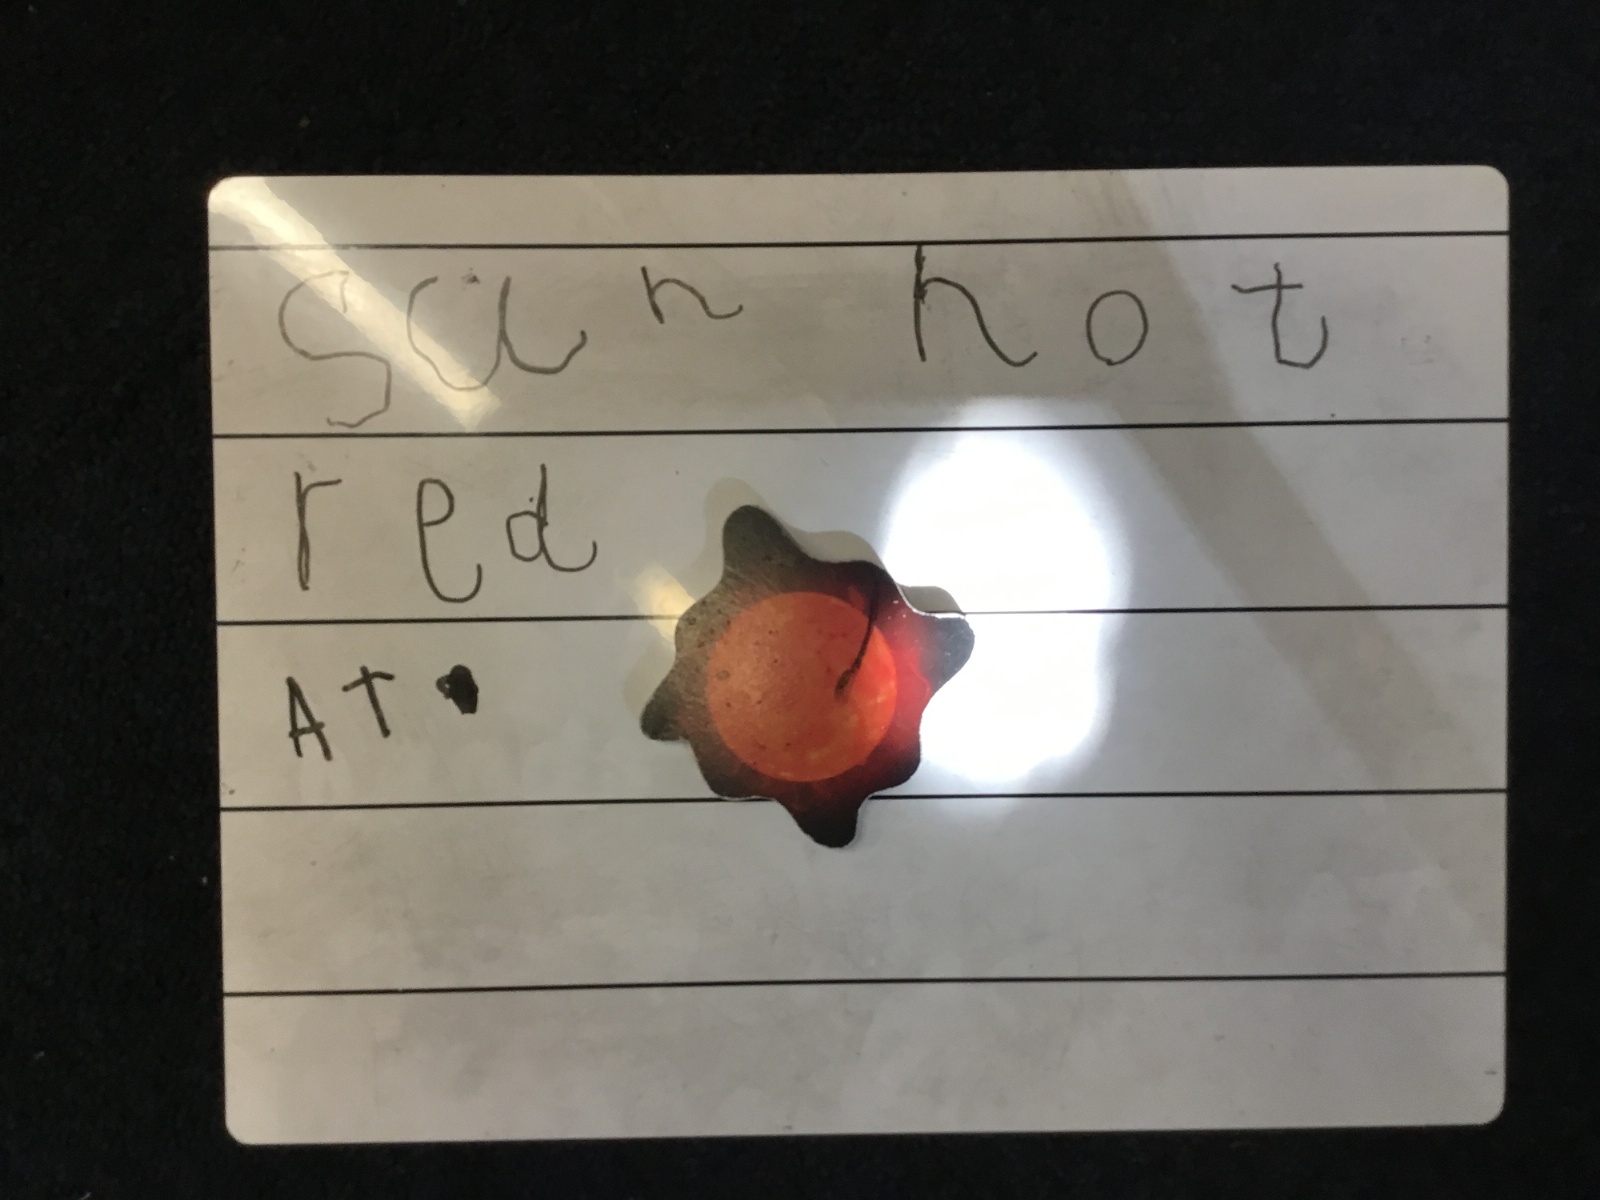 sun hot
red
AT.